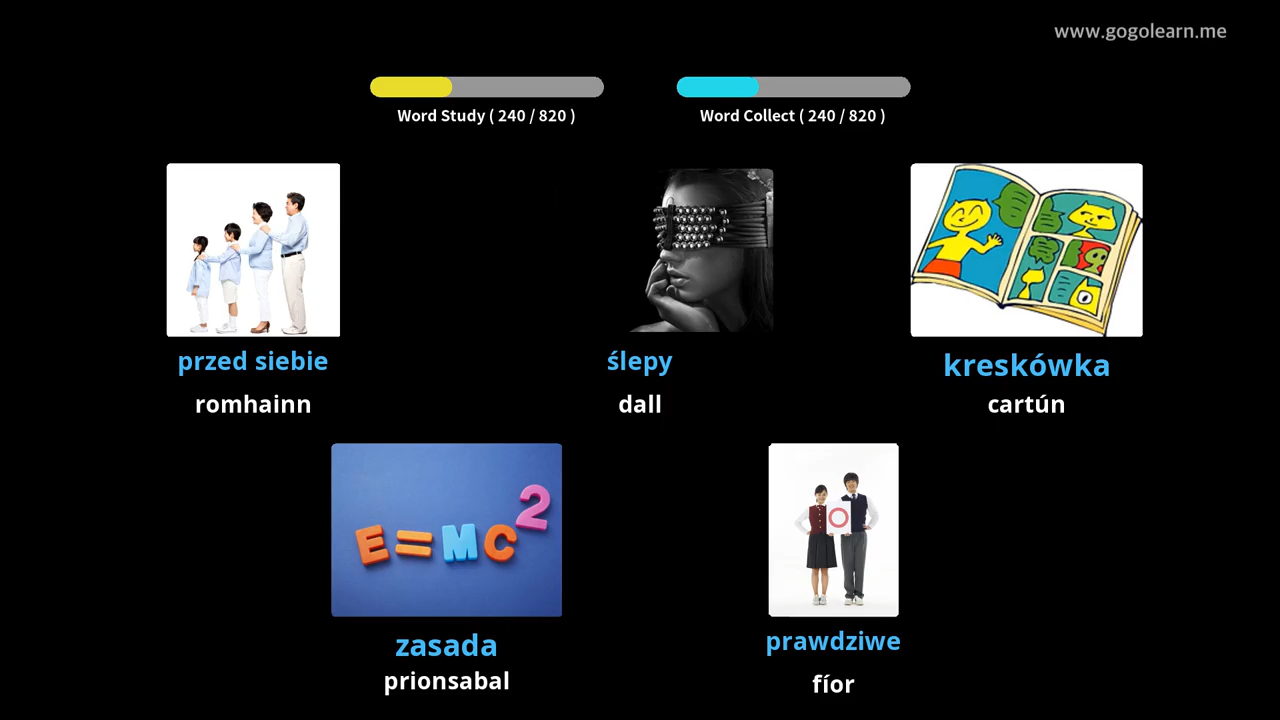 www.gogolearn.me
Word Study ( 240 / 820 )
Word Collect ( 240 / 820 )
przed siebie
romhainn
ślepy
dall
kreskówka
cartún
E=MC2
zasada
prionsabal
prawdziwe
fíor